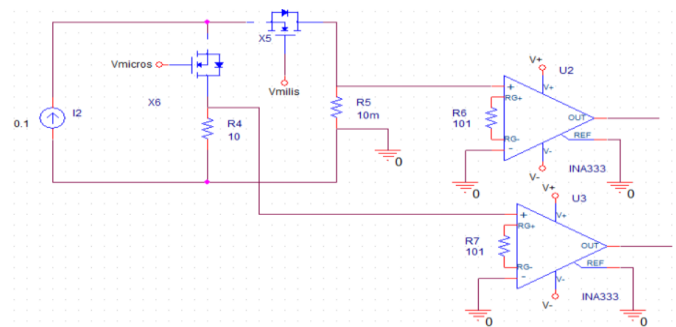 X5
Vmicros
X6
Vmilis
0.1
I2
R4
10
R5
10m
0
V+
U2
+
V+
RG+
R6
101
OUT
REF
RG-
-
V-
INA333
V-
0
0
V+
U3
+
V+
RG+
R7
101
OUT
REF
RG-
-
V-
INA333
V-
0
0